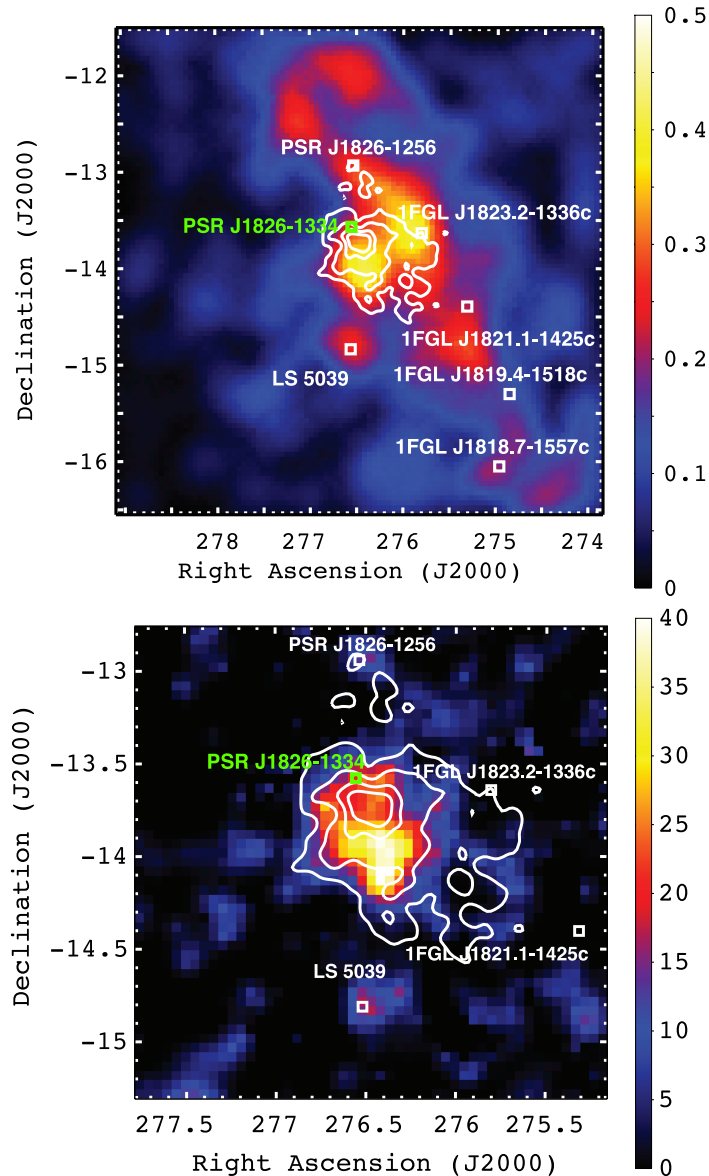 0.5
0.4
0.3
0.2
0.1
0
-12
-13
-14
-15
-16
Declination (J2000)
PSR J1826-1256
PSR J1826-1334
1FGL J1823.2-1336c
1FGL J1821.1-1425c
LS 5039
1FGL J1819.4-1518c
1FGL J1818.7-1557c
278 277 276 275 274
Right Ascension (J2000)
40
35
30
25
20
15
10
5
0
-13
-13.5
-14
-14.5
-15
Declination (J2000)
PSR J1826-1256
PSR J1826-1334
1FGL J1823.2-1336c
1FGL J1821.1-1425c
LS 5039
277.5 277 276.5 276 275.5
Right Ascension (J2000)